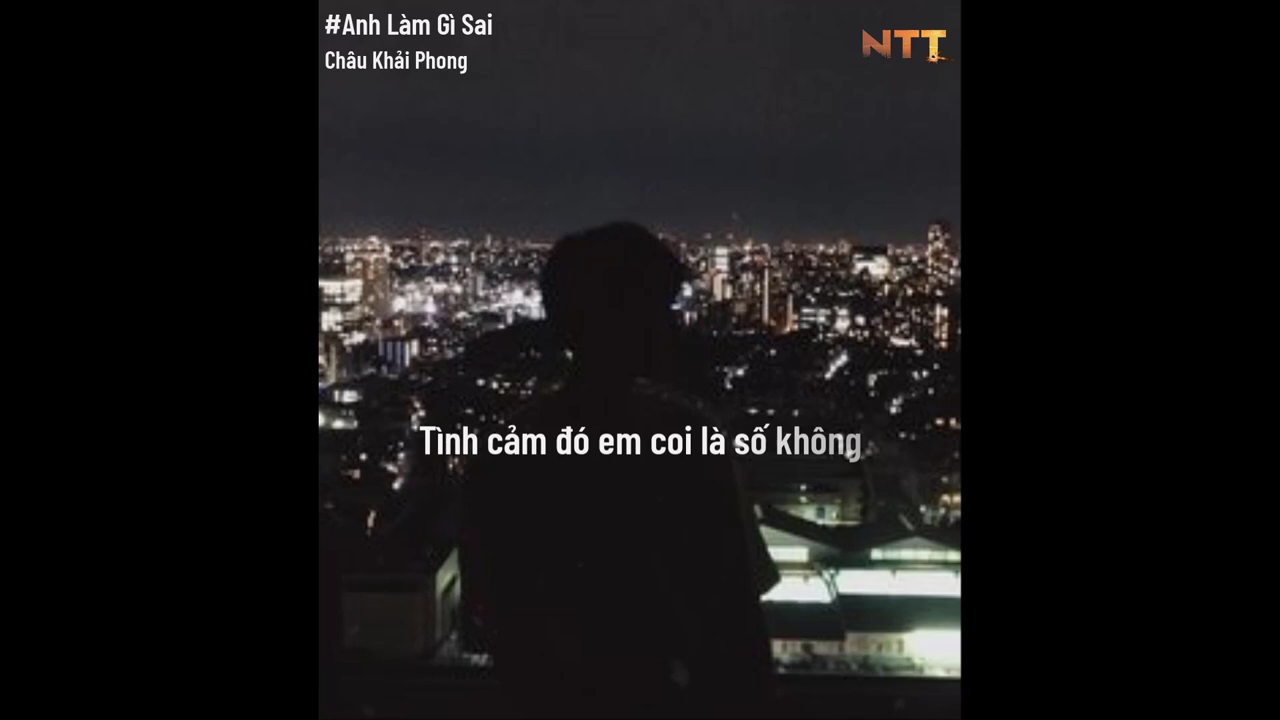 #Anh Làm Gì Sai
Châu Khải Phong
NTT
Tình cảm đó em coi là số không